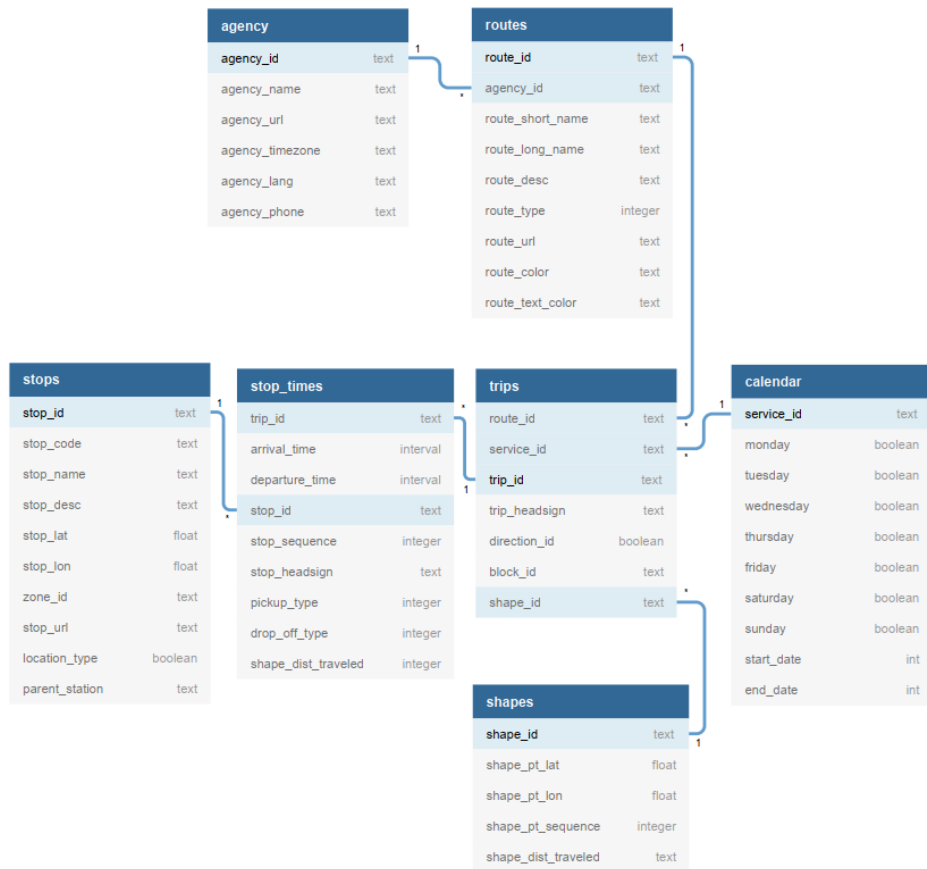 agency
agency_id text
agency_name text
agency_url text
agency_timezone text
agency_lang text
agency_phone text
1
*
routes
route_id text
agency_id text
route_short_name text
route_long_name text
route_desc text
route_type integer
route_url text
route_color text
route_text_color text
1
*
stops
stop_id text
stop_code text
stop_name text
stop_desc text
stop_lat float
stop_lon float
zone_id text
stop_url text
location_type boolean
parent_station text
1
*
stop_times
trip_id text
arrival_time interval
departure_time interval
stop_id text
stop_sequence integer
stop_headsign text
pickup_type integer
drop_off_type integer
shape_dist_traveled integer
*
1
trips
route_id text
service_id text
trip_id text
trip_headsign text
direction_id boolean
block_id text
shape_id text
*
*
1
calendar
service_id text
monday boolean
tuesday boolean
wednesday boolean
thursday boolean
friday boolean
saturday boolean
sunday boolean
start_date int
end_date int
shapes
shape_id text
shape_pt_lat float
shape_pt_lon float
shape_pt_sequence integer
shape_dist_traveled text
1